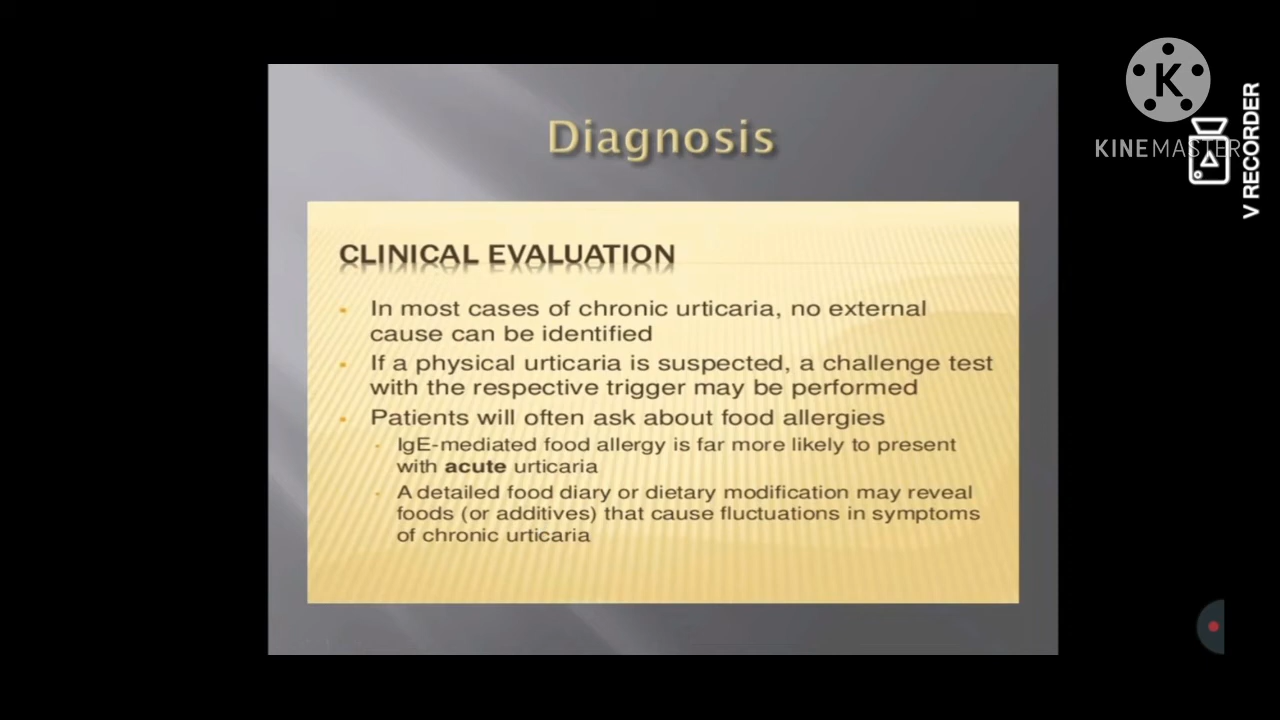 Diagnosis
CLINICAL EVALUATION
In most cases of chronic urticaria, no external
cause can be identified
If a physical urticaria is suspected, a challenge test
with the respective trigger may be performed
Patients will often ask about food allergies
IgE-mediated food allergy is far more likely to present
with acute urticaria
A detailed food diary or dietary modification may reveal
foods (or additives) that cause fluctuations in symptoms
of chronic urticaria
K
KINEMASTER
V RECORDER